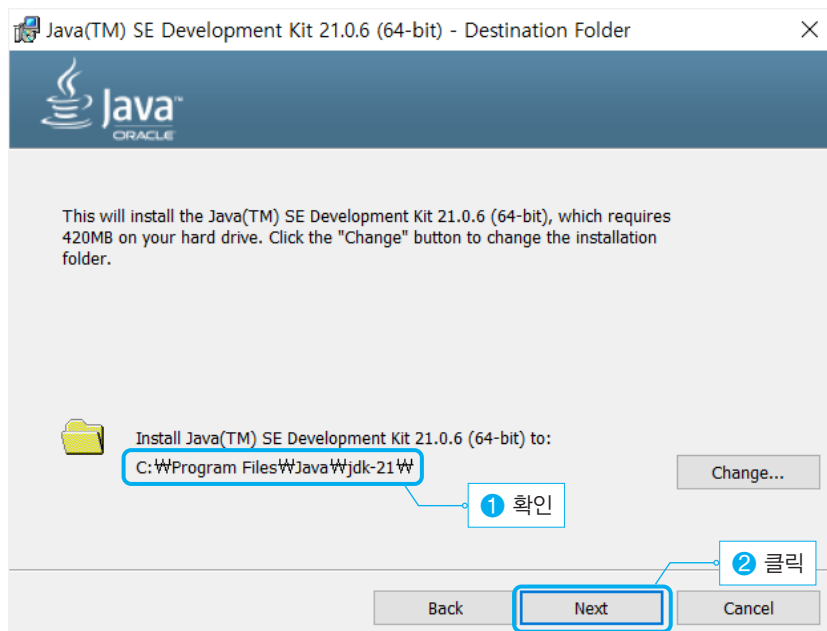 Java(TM) SE Development Kit 21.0.6 (64-bit) - Destination Folder
Java™
ORACLE
This will install the Java(TM) SE Development Kit 21.0.6 (64-bit), which requires
420MB on your hard drive. Click the "Change" button to change the installation
folder.
Install Java(TM) SE Development Kit 21.0.6 (64-bit) to:
C:₩Program Files₩Java₩jdk-21₩
Change...
1 확인
2 클릭
Back
Next
Cancel